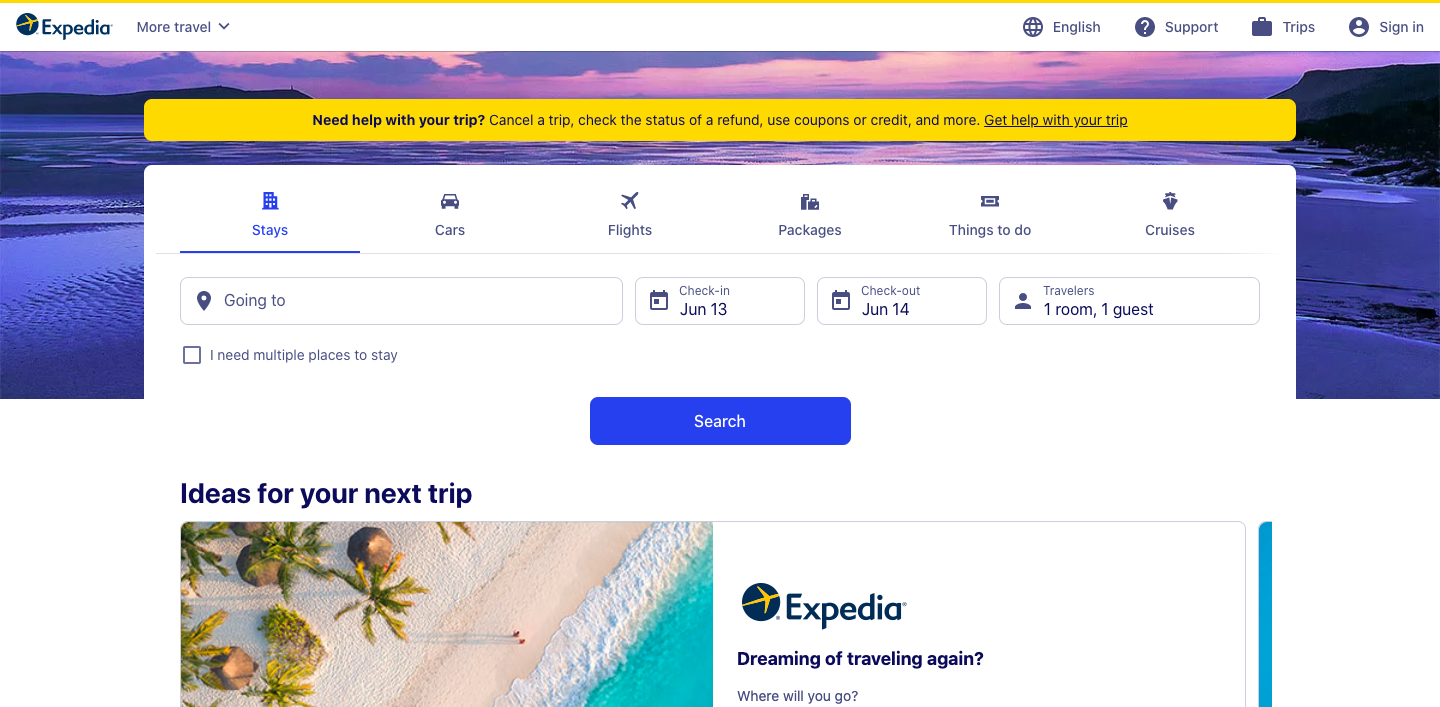 Expedia
More travel
English
Support
Trips
Sign in
Need help with your trip? Cancel a trip, check the status of a refund, use coupons or credit, and more. Get help with your trip
Stays
Cars
Flights
Packages
Things to do
Cruises
Going to
Check-in
Jun 13
Check-out
Jun 14
Travelers
1 room, 1 guest
I need multiple places to stay
Search
Ideas for your next trip
Expedia
Dreaming of traveling again?
Where will you go?